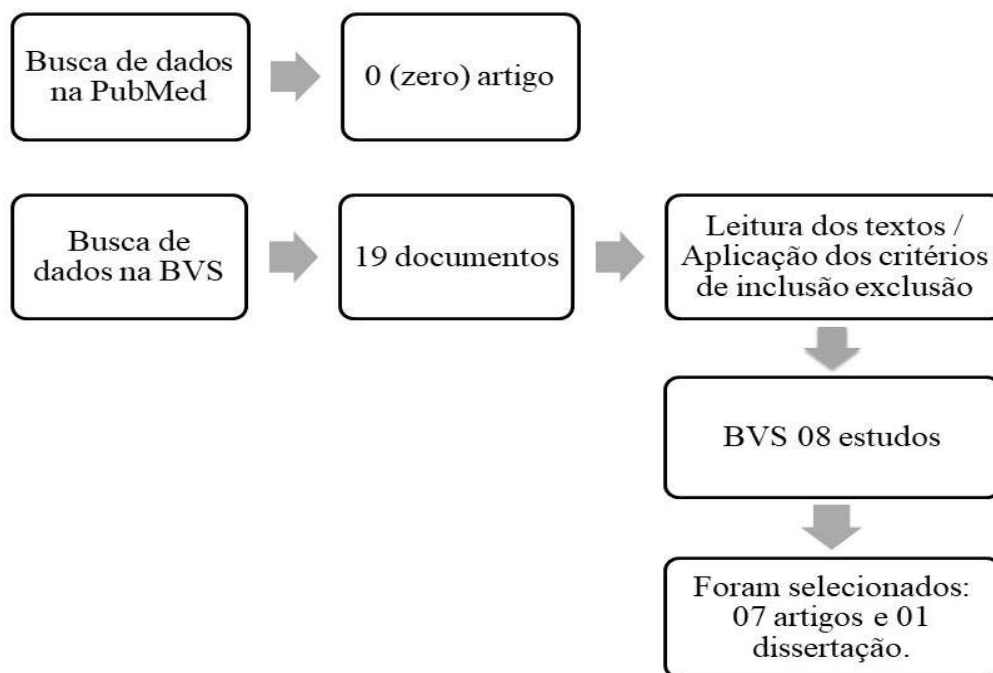 Busca de dados
na PubMed
0 (zero) artigo
Busca de
dados na BVS
19 documentos
Leitura dos textos /
Aplicação dos critérios
de inclusão exclusão
BVS 08 estudos
Foram selecionados:
07 artigos e 01
dissertação.